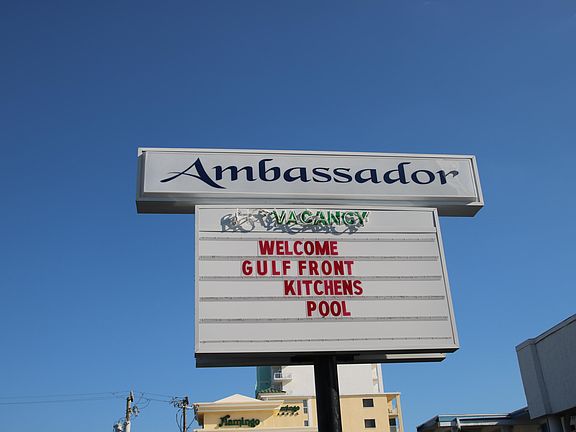 Ambassador
VACANCY
WELCOME
GULF FRONT
KITCHENS
POOL
Flamingo